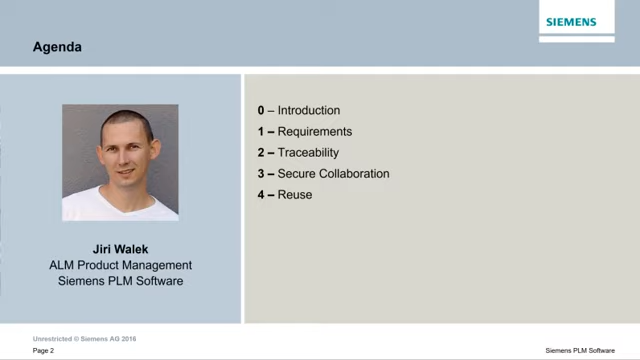 SIEMENS
Agenda
0 – Introduction
1 – Requirements
2 – Traceability
3 – Secure Collaboration
4 – Reuse
Jiri Walek
ALM Product Management
Siemens PLM Software
Unrestricted © Siemens AG 2016
Page 2
Siemens PLM Software